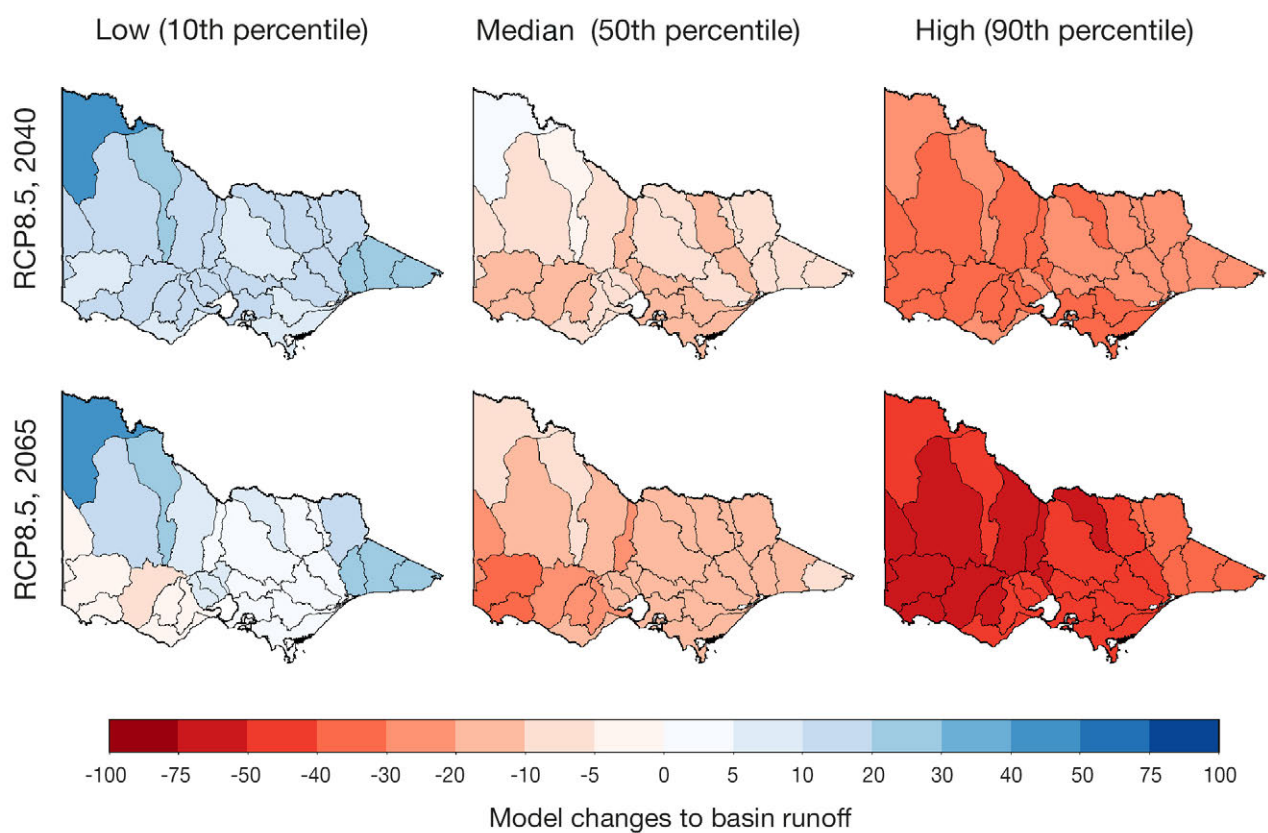 Low (10th percentile)
Median (50th percentile)
High (90th percentile)
RCP8.5, 2040
RCP8.5, 2065
-100 -75 -50 -40 -30 -20 -10 -5 0 5 10 20 30 40 50 75 100
Model changes to basin runoff